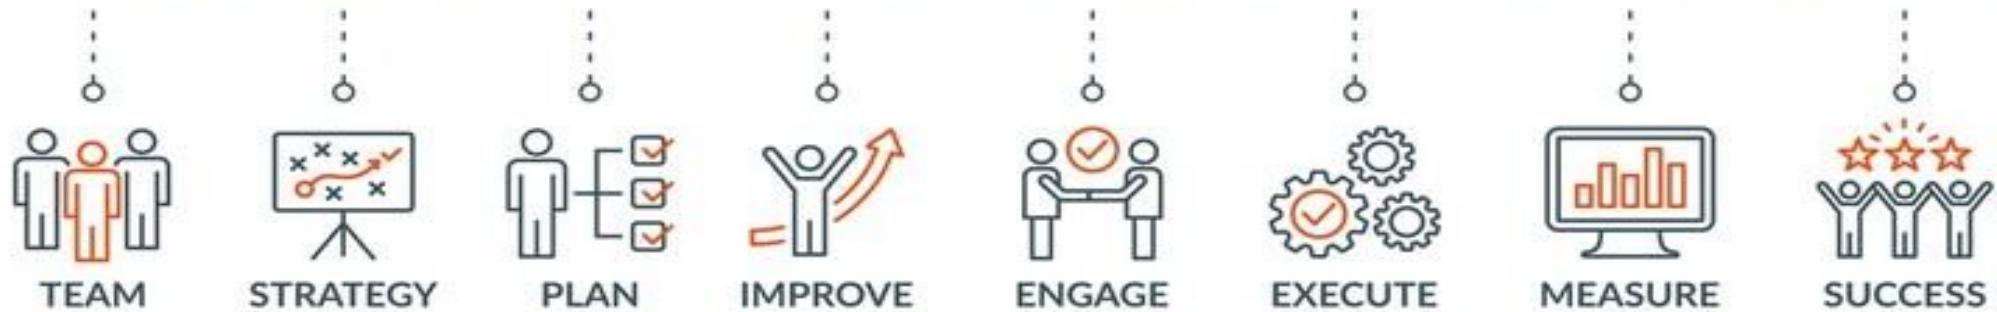 TEAM STRATEGY PLAN IMPROVE ENGAGE EXECUTE MEASURE SUCCESS